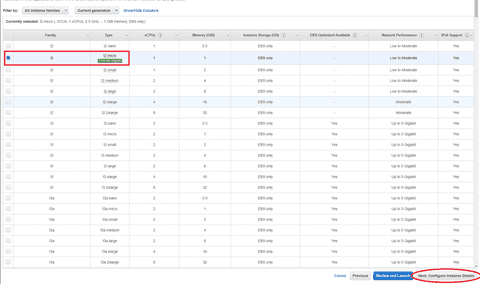 Filter by: All instance families Current generation Show/Hide Columns
Currently selected: t2.micro
Family Type vCPUs Memory (GiB) Instance Storage (GB) EBS-Optimized Available Network Performance IPv6 Support
t2 t2.nano 1 0.5 EBS only - Low to Moderate Yes
t2 t2.micro 1 1 EBS only - Low to Moderate Yes
t2 t2.small 1 2 EBS only - Low to Moderate Yes
t2 t2.medium 2 4 EBS only - Low to Moderate Yes
t2 t2.large 2 8 EBS only - Low to Moderate Yes
t2 t2.xlarge 4 16 EBS only - Moderate Yes
t2 t2.2xlarge 8 32 EBS only - Moderate Yes
t3 t3.nano 2 0.5 EBS only Yes Up to 5 Gigabit Yes
t3 t3.micro 2 1 EBS only Yes Up to 5 Gigabit Yes
t3 t3.small 2 2 EBS only Yes Up to 5 Gigabit Yes
t3 t3.medium 2 4 EBS only Yes Up to 5 Gigabit Yes
t3 t3.large 2 8 EBS only Yes Up to 5 Gigabit Yes
t3 t3.xlarge 4 16 EBS only Yes Up to 5 Gigabit Yes
t3 t3.2xlarge 8 32 EBS only Yes Up to 5 Gigabit Yes
t3a t3a.nano 2 0.5 EBS only Yes Up to 5 Gigabit Yes
t3a t3a.micro 2 1 EBS only Yes Up to 5 Gigabit Yes
t3a t3a.small 2 2 EBS only Yes Up to 5 Gigabit Yes
t3a t3a.medium 2 4 EBS only Yes Up to 5 Gigabit Yes
t3a t3a.large 2 8 EBS only Yes Up to 5 Gigabit Yes
t3a t3a.xlarge 4 16 EBS only Yes Up to 5 Gigabit Yes
t3a t3a.2xlarge 8 32 EBS only Yes Up to 5 Gigabit Yes
Cancel Previous Review and Launch Next: Configure Instance Details